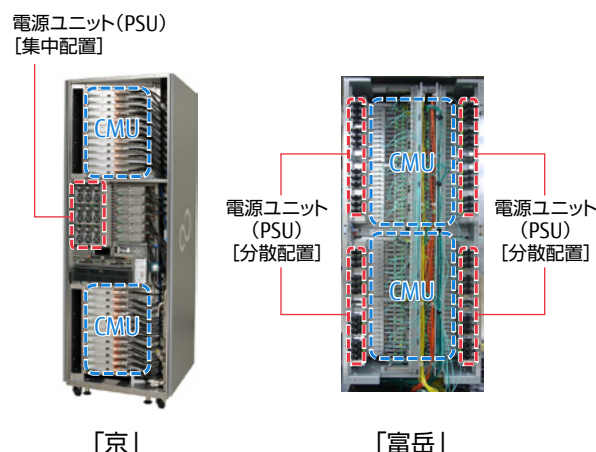 電源ユニット(PSU)
[集中配置]
CMU
CMU
「京」
CMU
CMU
電源ユニット
(PSU)
[分散配置]
電源ユニット
(PSU)
[分散配置]
「富岳」